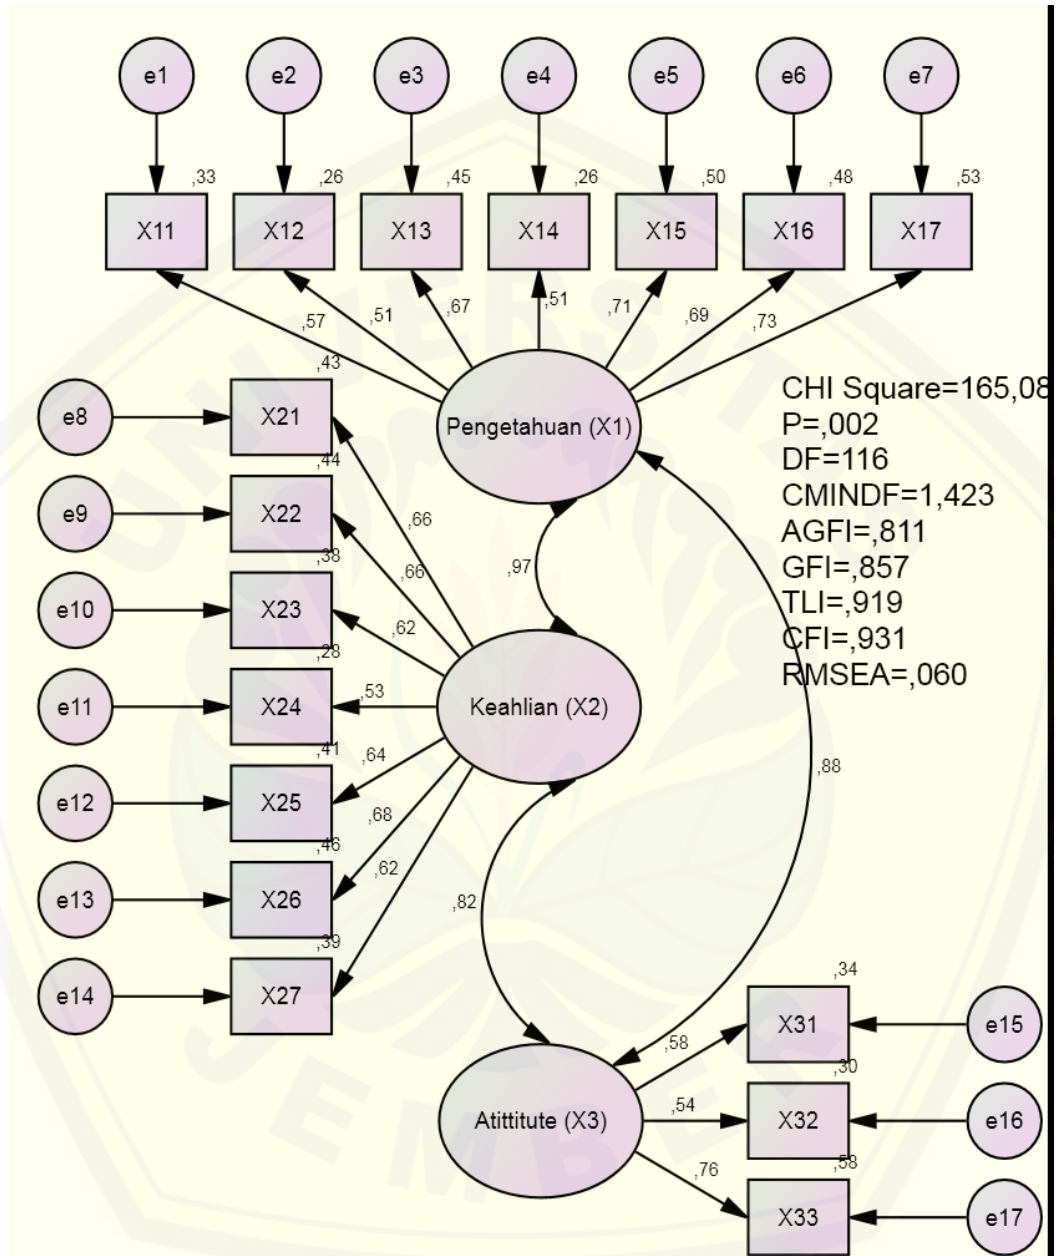 e1 e2 e3 e4 e5 e6 e7
,33 ,26 ,45 ,26 ,50 ,48 ,53
X11 X12 X13 X14 X15 X16 X17
,57 ,51 ,67 ,51 ,71 ,69 ,73
Pengetahuan (X1)
CHI Square=165,08
P=,002
DF=116
CMINDF=1,423
AGFI=,811
GFI=,857
TLI=,919
CFI=,931
RMSEA=,060
,43
e8 X21 ,66
,44
e9 X22 ,66
,38
e10 X23 ,62
,28
e11 X24 ,53
,41
e12 X25 ,64
,46
e13 X26 ,68
,39
e14 X27 ,62
,97
Keahlian (X2)
,88
,82
Atittitute (X3)
,34
,58 X31 e15
,30
,54 X32 e16
,58
,76 X33 e17
UNIVERSITAS
JEMBER